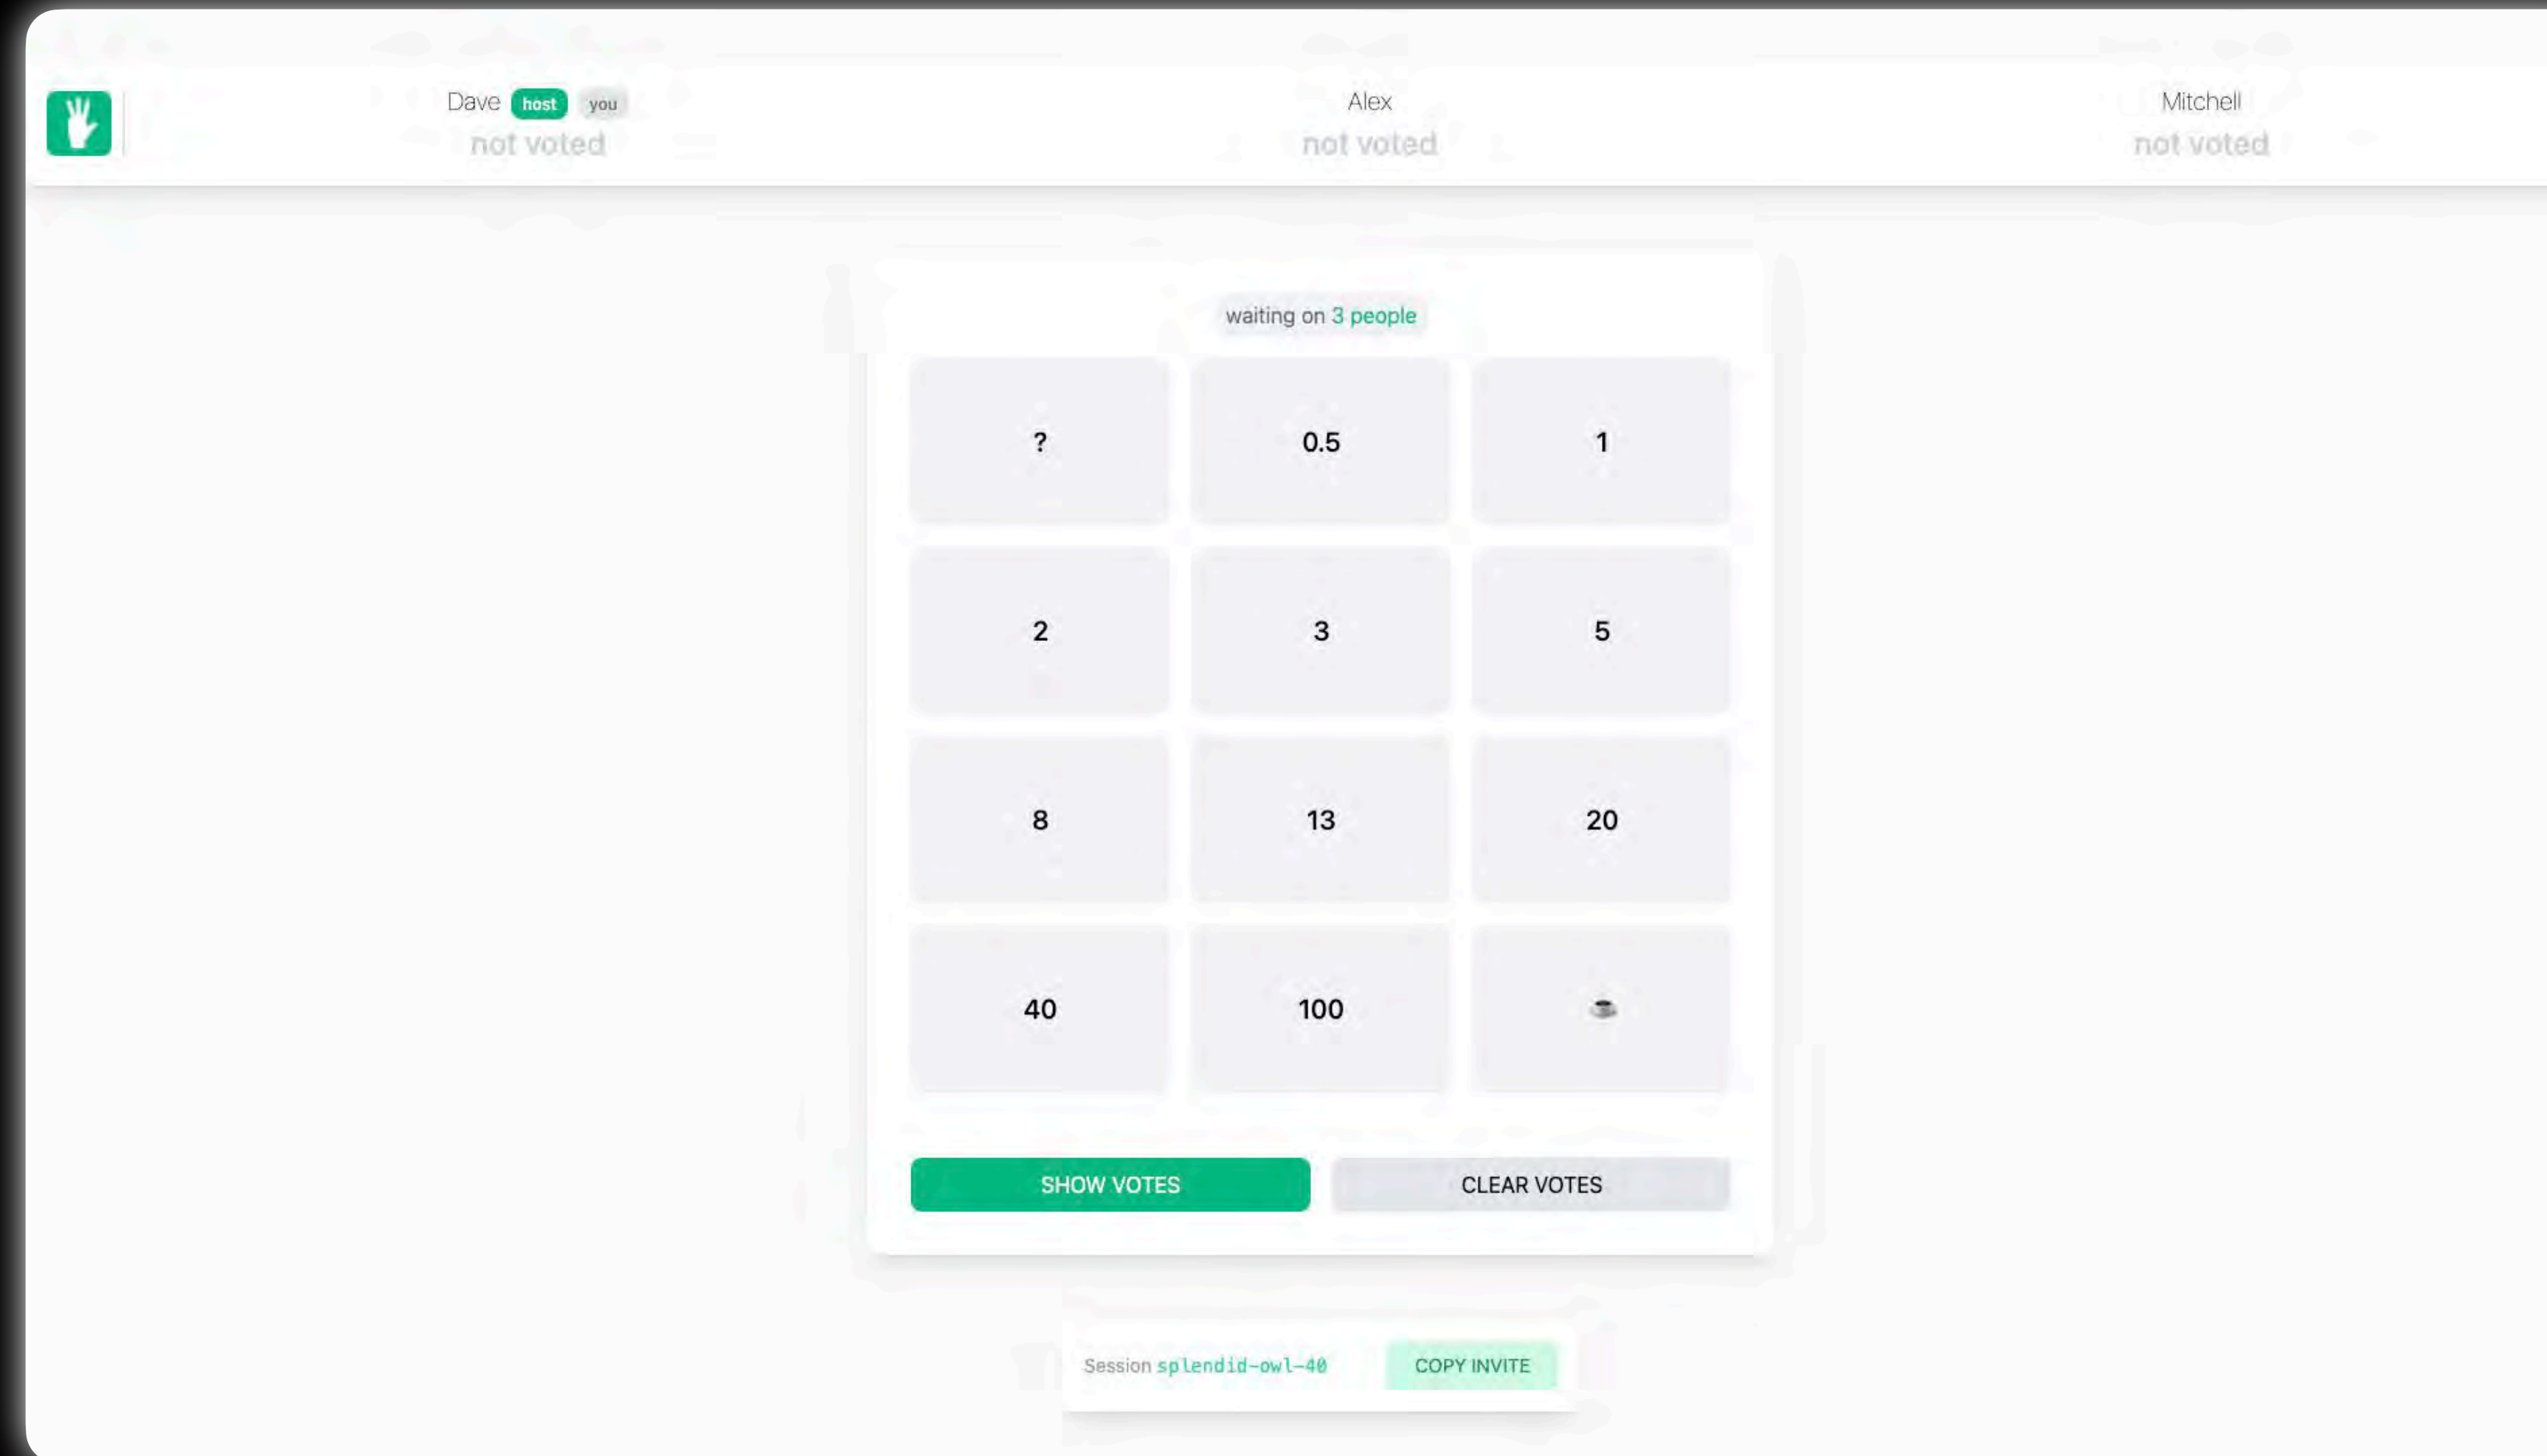 Dave host you
not voted
Alex
not voted
Mitchell
not voted
waiting on 3 people
?
0.5
1
2
3
5
8
13
20
40
100
SHOW VOTES
CLEAR VOTES
Session splendid-owl-40
COPY INVITE